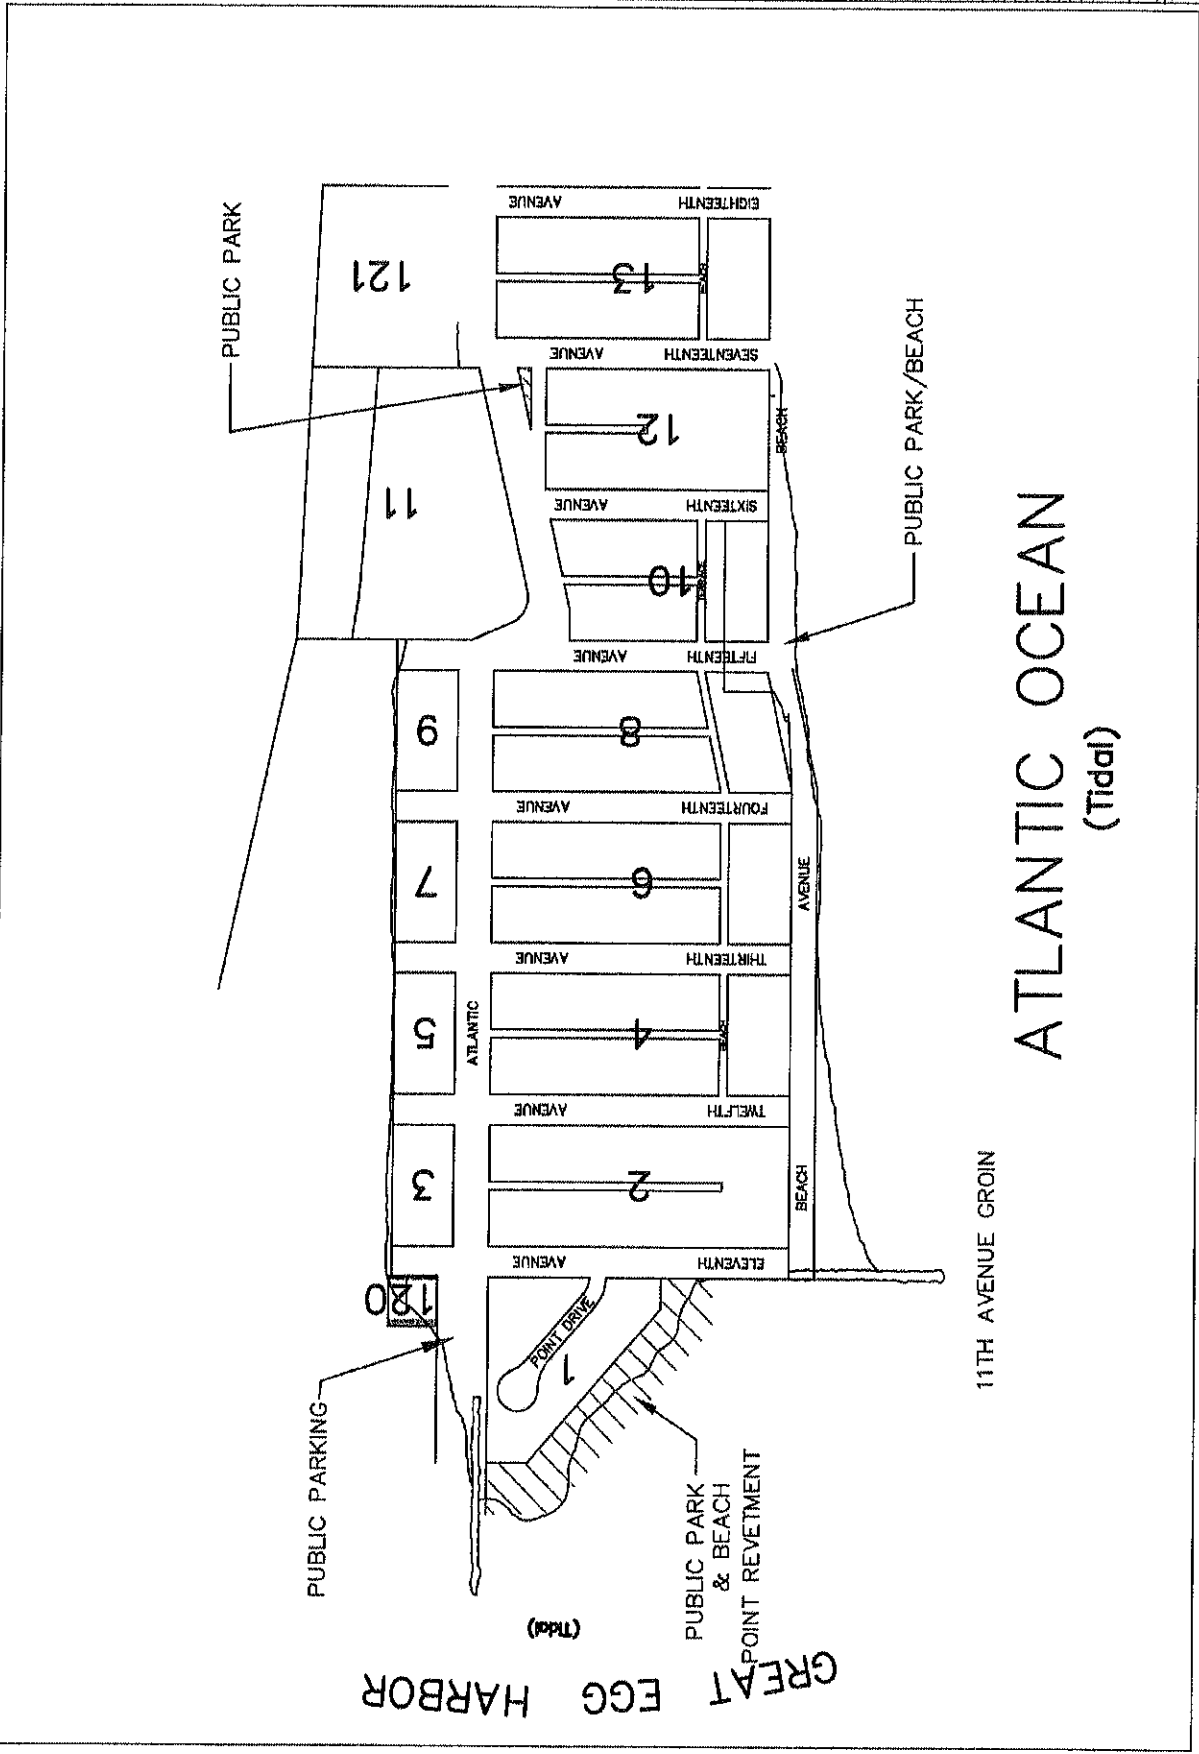 PUBLIC PARK
121
11
EIGHTEENTH AVENUE
13
BEACH
SEVENTEENTH AVENUE
12
BEACH
SIXTEENTH AVENUE
10
TERRACE
FIFTEENTH AVENUE
PUBLIC PARK/BEACH
9
8
FOURTEENTH AVENUE
7
6
AVENUE
THIRTEENTH AVENUE
5
ATLANTIC
4
BEACH
TWELFTH AVENUE
3
2
BEACH
ELEVENTH AVENUE
120
PUBLIC PARKING
POINT DRIVE
1
PUBLIC PARK
& BEACH
POINT REVETMENT
11TH AVENUE GROIN
ATLANTIC OCEAN
(Tidal)
GREAT EGG HARBOR
(Tidal)